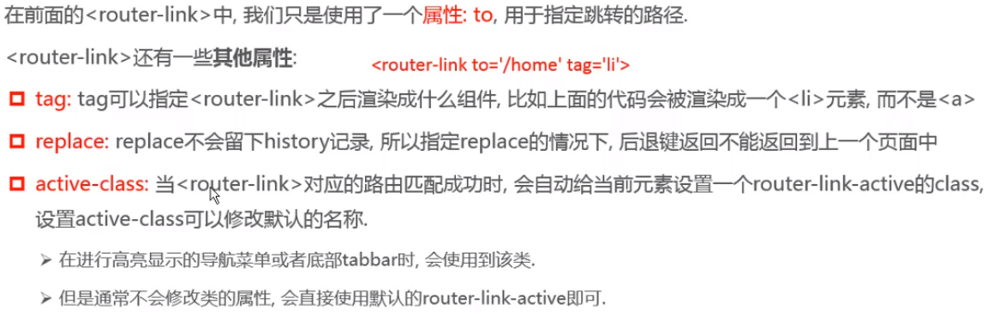 在前面的<router-link>中, 我们只是使用了一个属性: to, 用于指定跳转的路径.
<router-link>还有一些其他属性:
<router-link to='/home' tag='li'>
tag: tag可以指定<router-link>之后渲染成什么组件, 比如上面的代码会被渲染成一个<li>元素, 而不是<a>
replace: replace不会留下history记录, 所以指定replace的情况下, 后退键返回不能返回到上一个页面中
active-class: 当<router-link>对应的路由匹配成功时, 会自动给当前元素设置一个router-link-active的class,
设置active-class可以修改默认的名称.
在进行高亮显示的导航菜单或者底部tabbar时, 会使用到该类.
但是通常不会修改类的属性, 会直接使用默认的router-link-active即可.